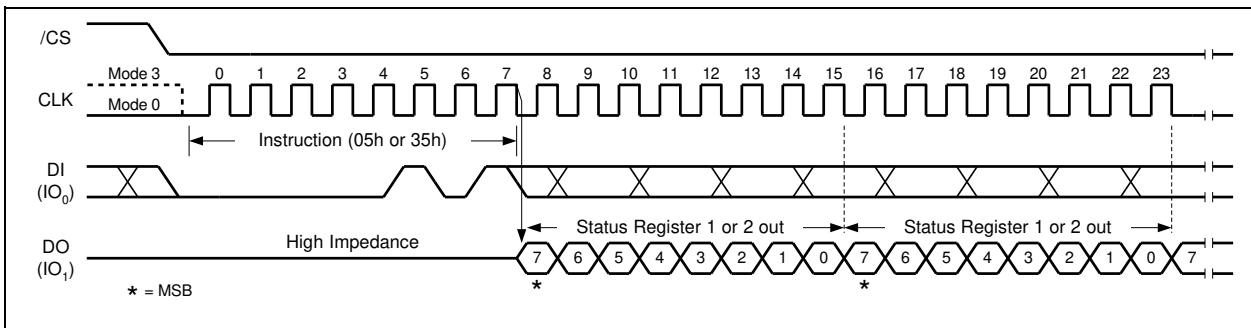 /CS
Mode 3 0 1 2 3 4 5 6 7 8 9 10 11 12 13 14 15 16 17 18 19 20 21 22 23
CLK
Mode 0
Instruction (05h or 35h)
DI
(IO0)
Status Register 1 or 2 out Status Register 1 or 2 out
High Impedance
DO
(IO1)
7 6 5 4 3 2 1 0 7 6 5 4 3 2 1 0 7
* *
* = MSB